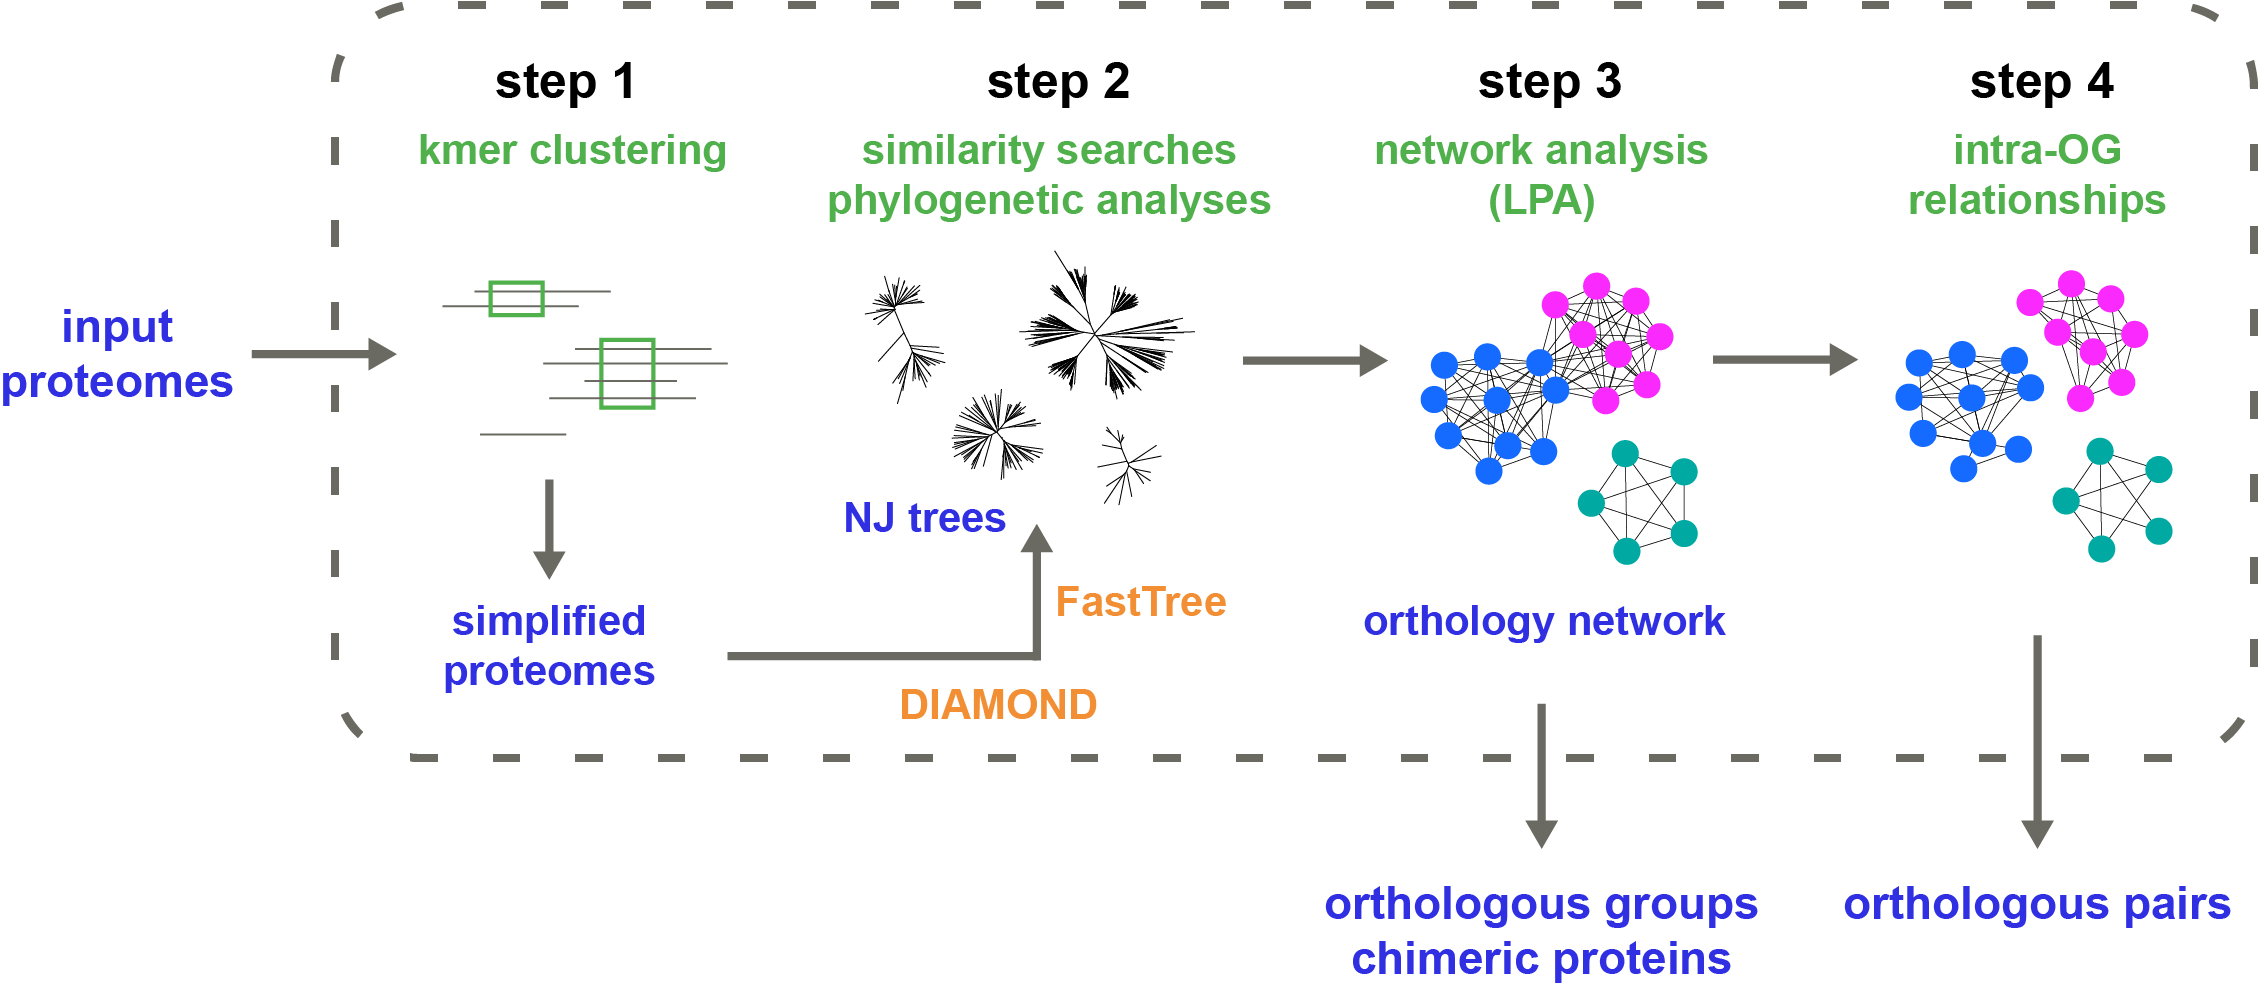 step 1
kmer clustering
step 2
similarity searches
phylogenetic analyses
step 3
network analysis
(LPA)
step 4
intra-OG
relationships
input
proteomes
NJ trees
simplified
proteomes
FastTree
DIAMOND
orthology network
orthologous groups
chimeric proteins
orthologous pairs